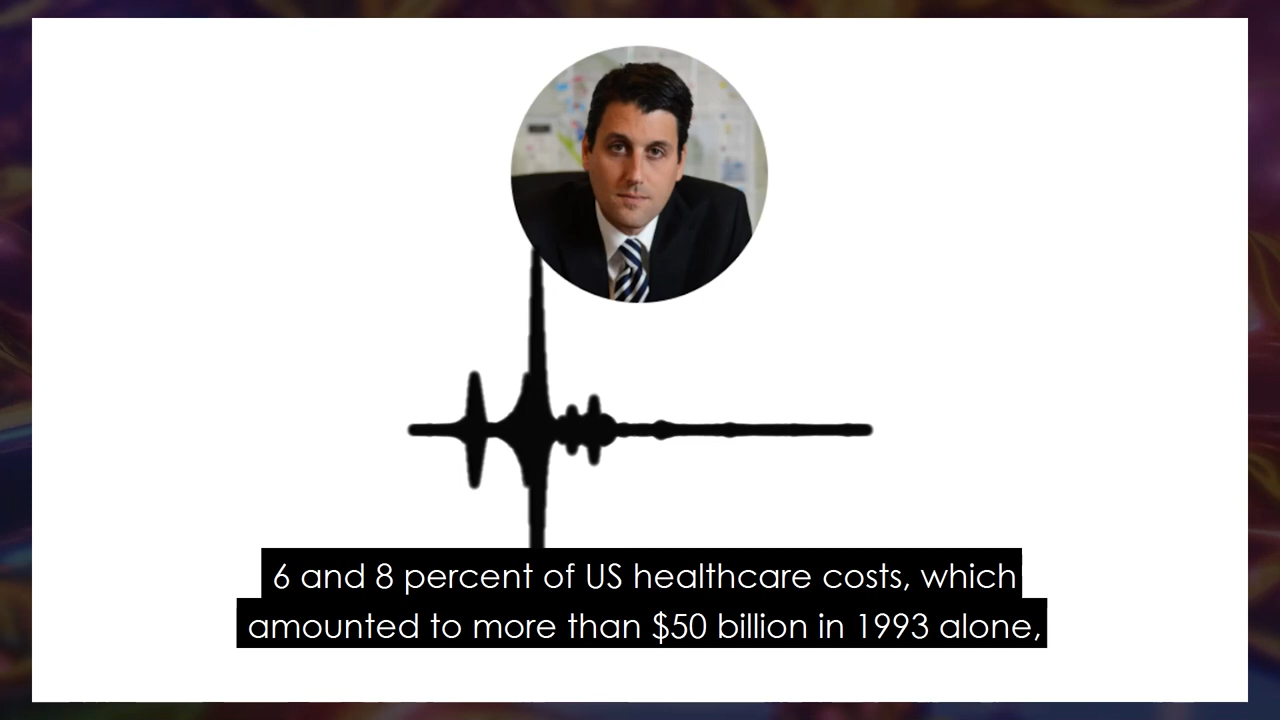 6 and 8 percent of US healthcare costs, which
amounted to more than $50 billion in 1993 alone,